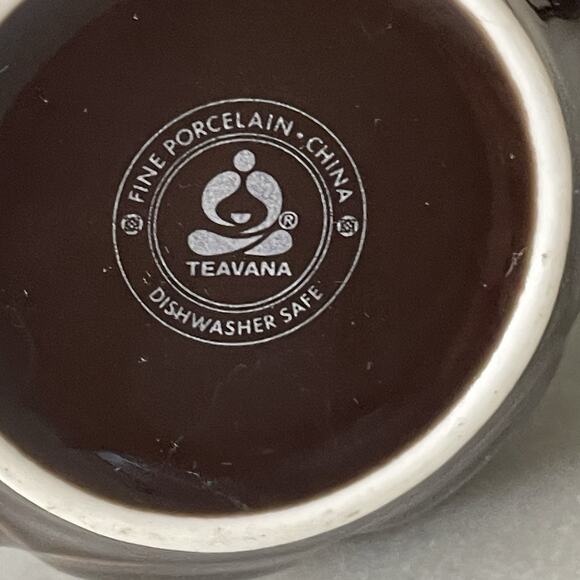 FINE PORCELAIN • CHINA
®
TEAVANA
DISHWASHER SAFE